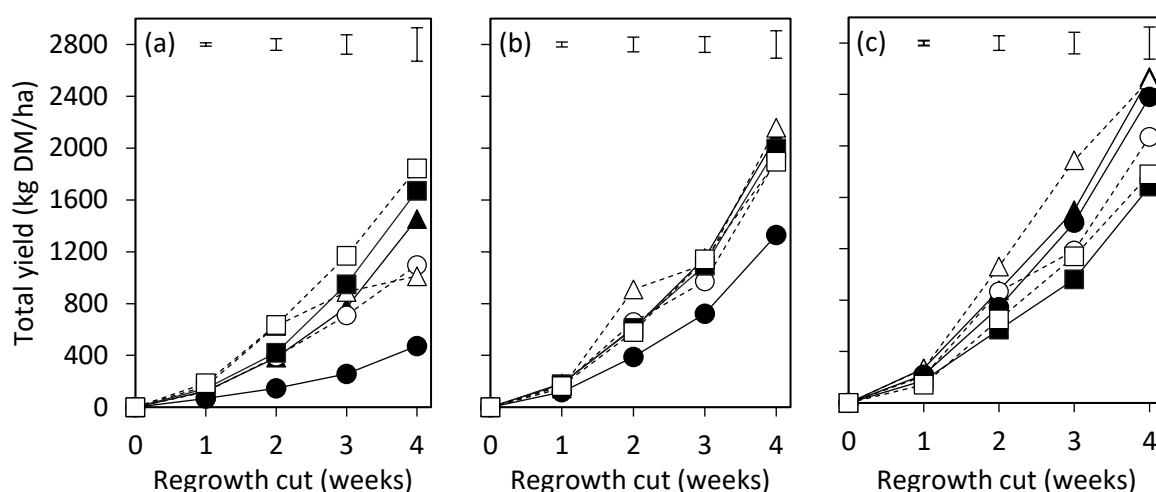 Total yield (kg DM/ha)
2800
2400
2000
1600
1200
800
400
0
(a)
0 1 2 3 4
Regrowth cut (weeks)
(b)
0 1 2 3 4
Regrowth cut (weeks)
(c)
0 1 2 3 4
Regrowth cut (weeks)